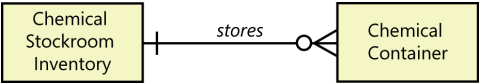 Chemical
Stockroom
Inventory
stores
Chemical
Container